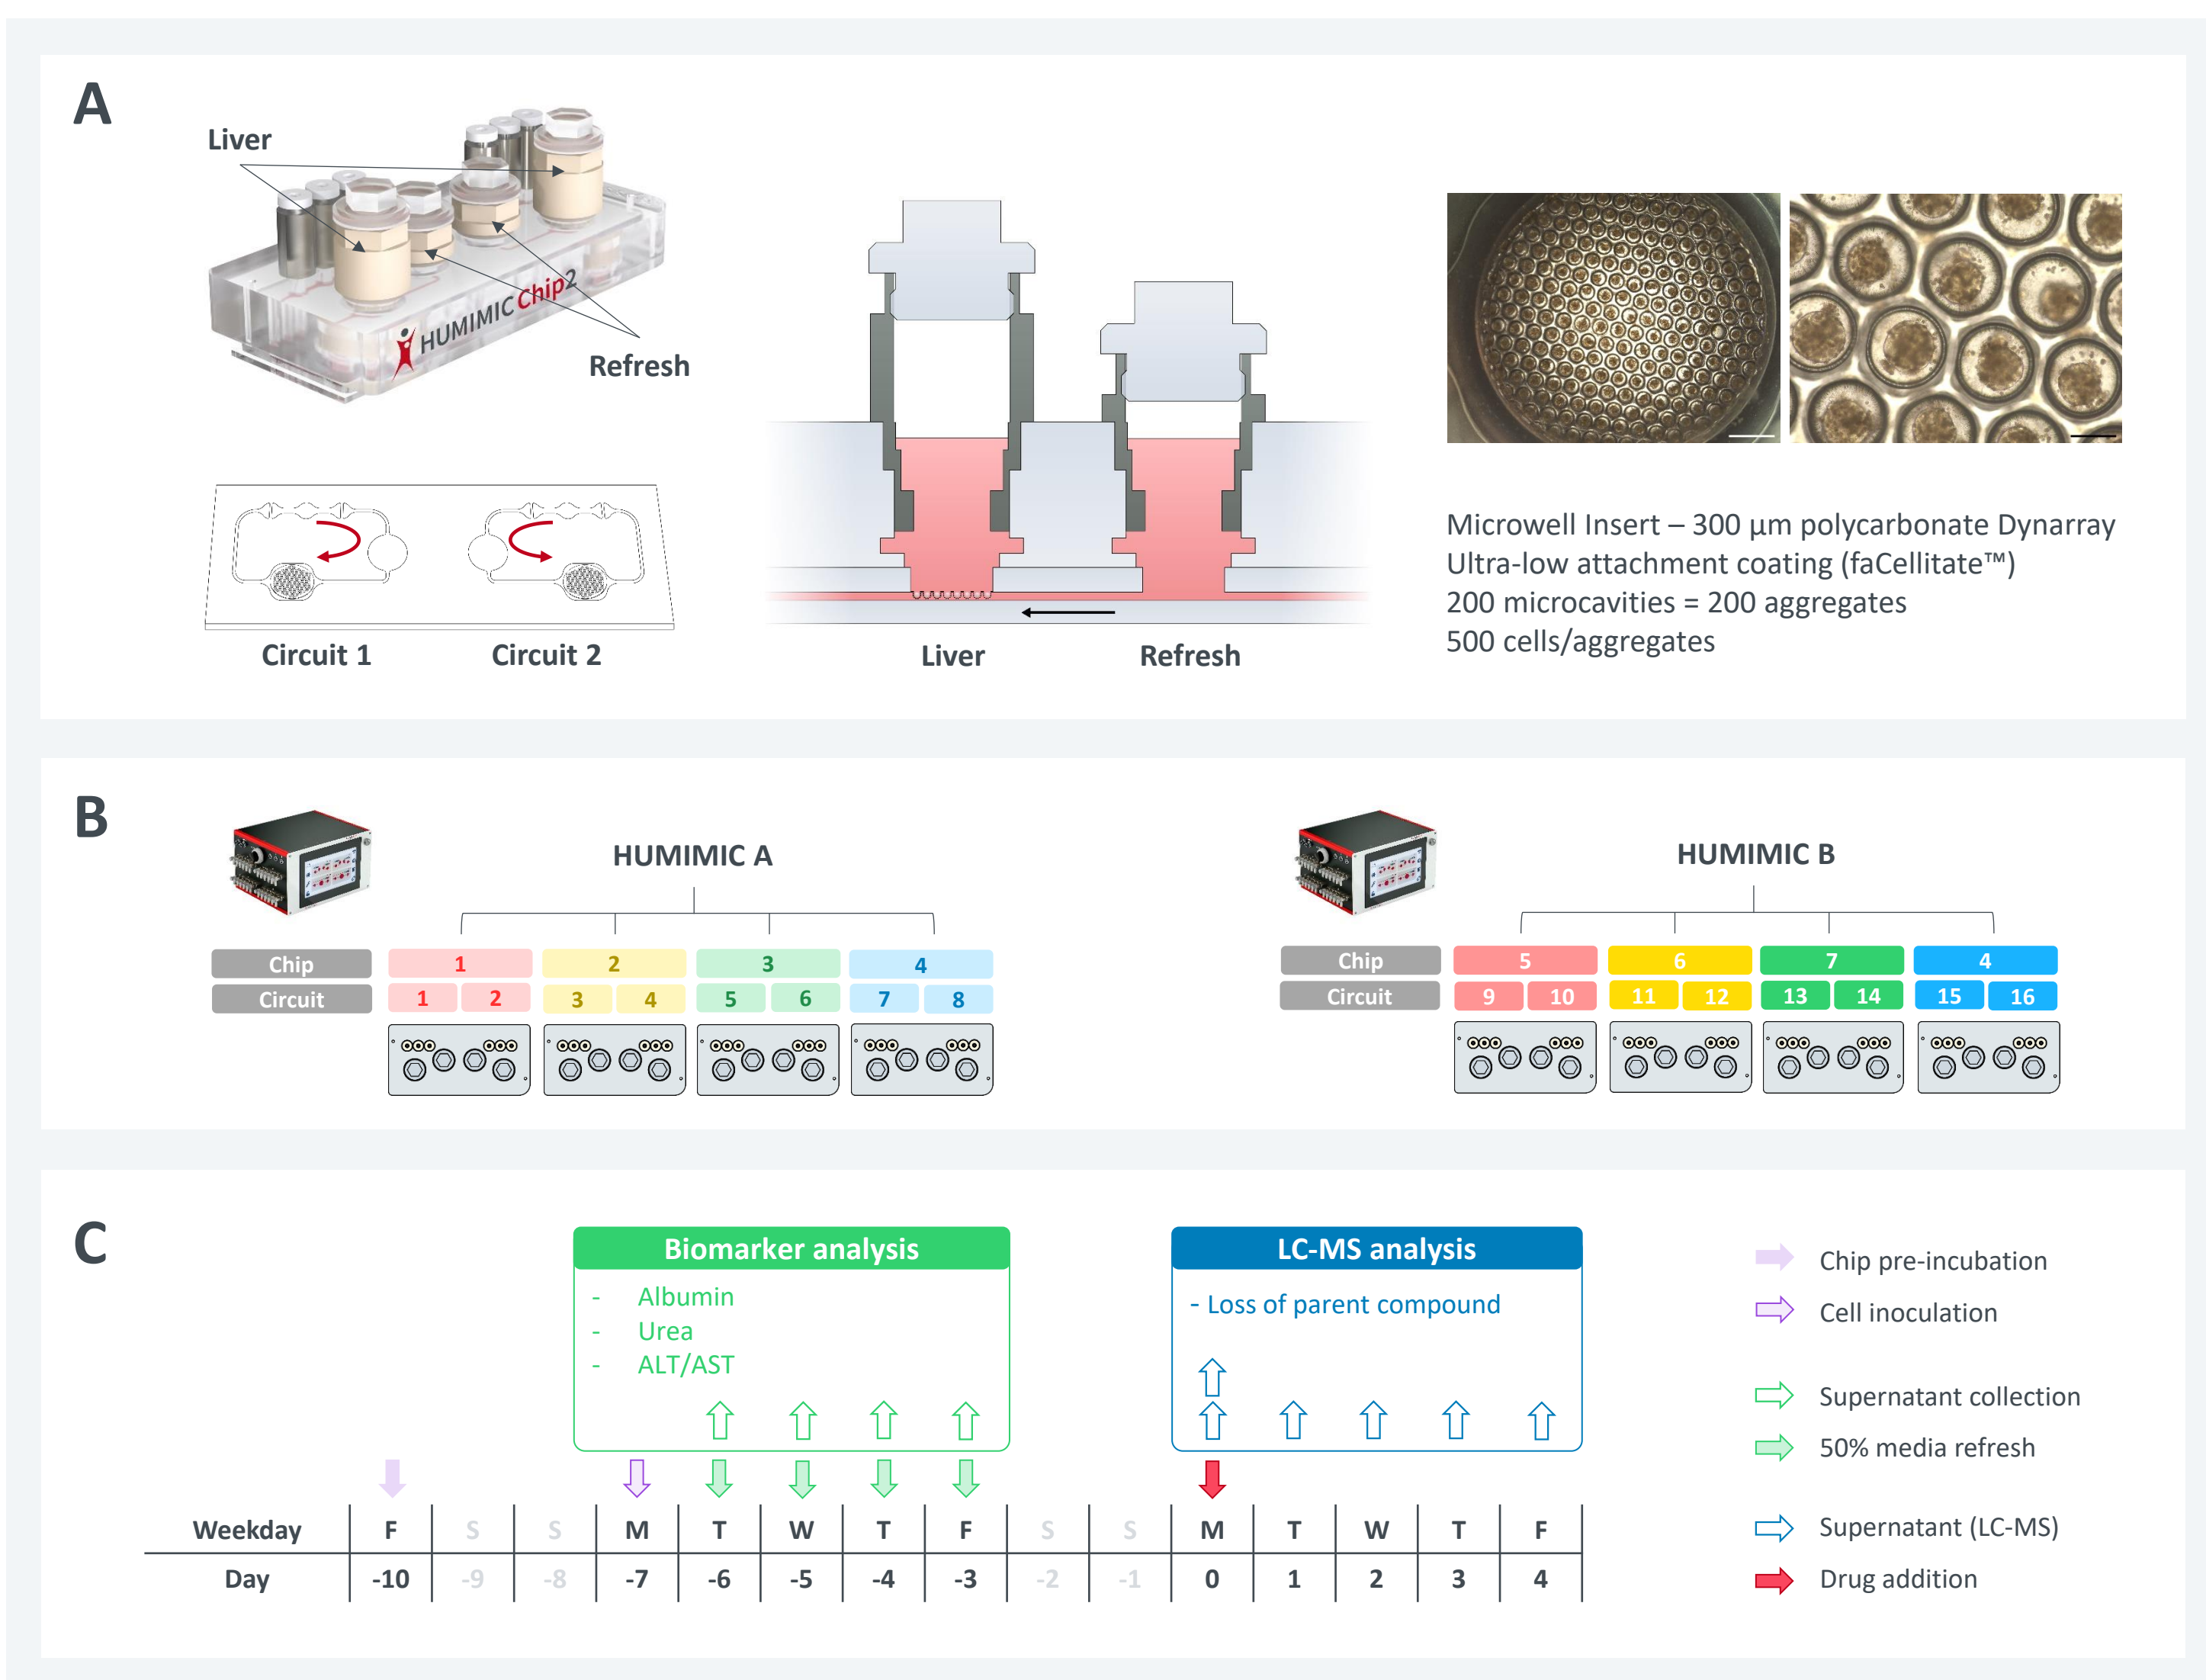 A
Liver
HUMIMIC Chip2
Refresh
Circuit 1
Circuit 2
Liver
Refresh
Microwell Insert – 300 µm polycarbonate Dynarray
Ultra-low attachment coating (faCellitate™)
200 microcavities = 200 aggregates
500 cells/aggregates
B
HUMIMIC A
Chip 1 2 3 4
Circuit 1 2 3 4 5 6 7 8
HUMIMIC B
Chip 5 6 7 4
Circuit 9 10 11 12 13 14 15 16
C
Biomarker analysis
- Albumin
- Urea
- ALT/AST
LC-MS analysis
- Loss of parent compound
Chip pre-incubation
Cell inoculation
Supernatant collection
50% media refresh
Supernatant (LC-MS)
Drug addition
Weekday F S S M T W T F S S M T W T F
Day -10 -9 -8 -7 -6 -5 -4 -3 -2 -1 0 1 2 3 4